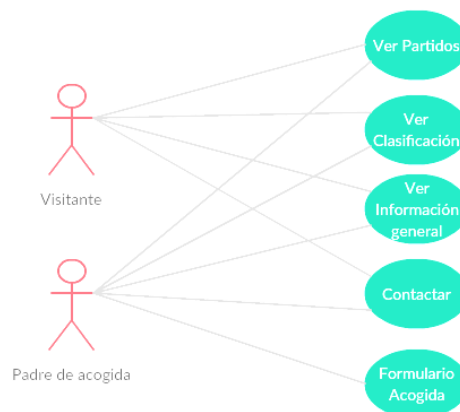 Ver Partidos
Ver
Clasificación
Visitante
Ver
Información
general
Contactar
Padre de acogida
Formulario
Acogida